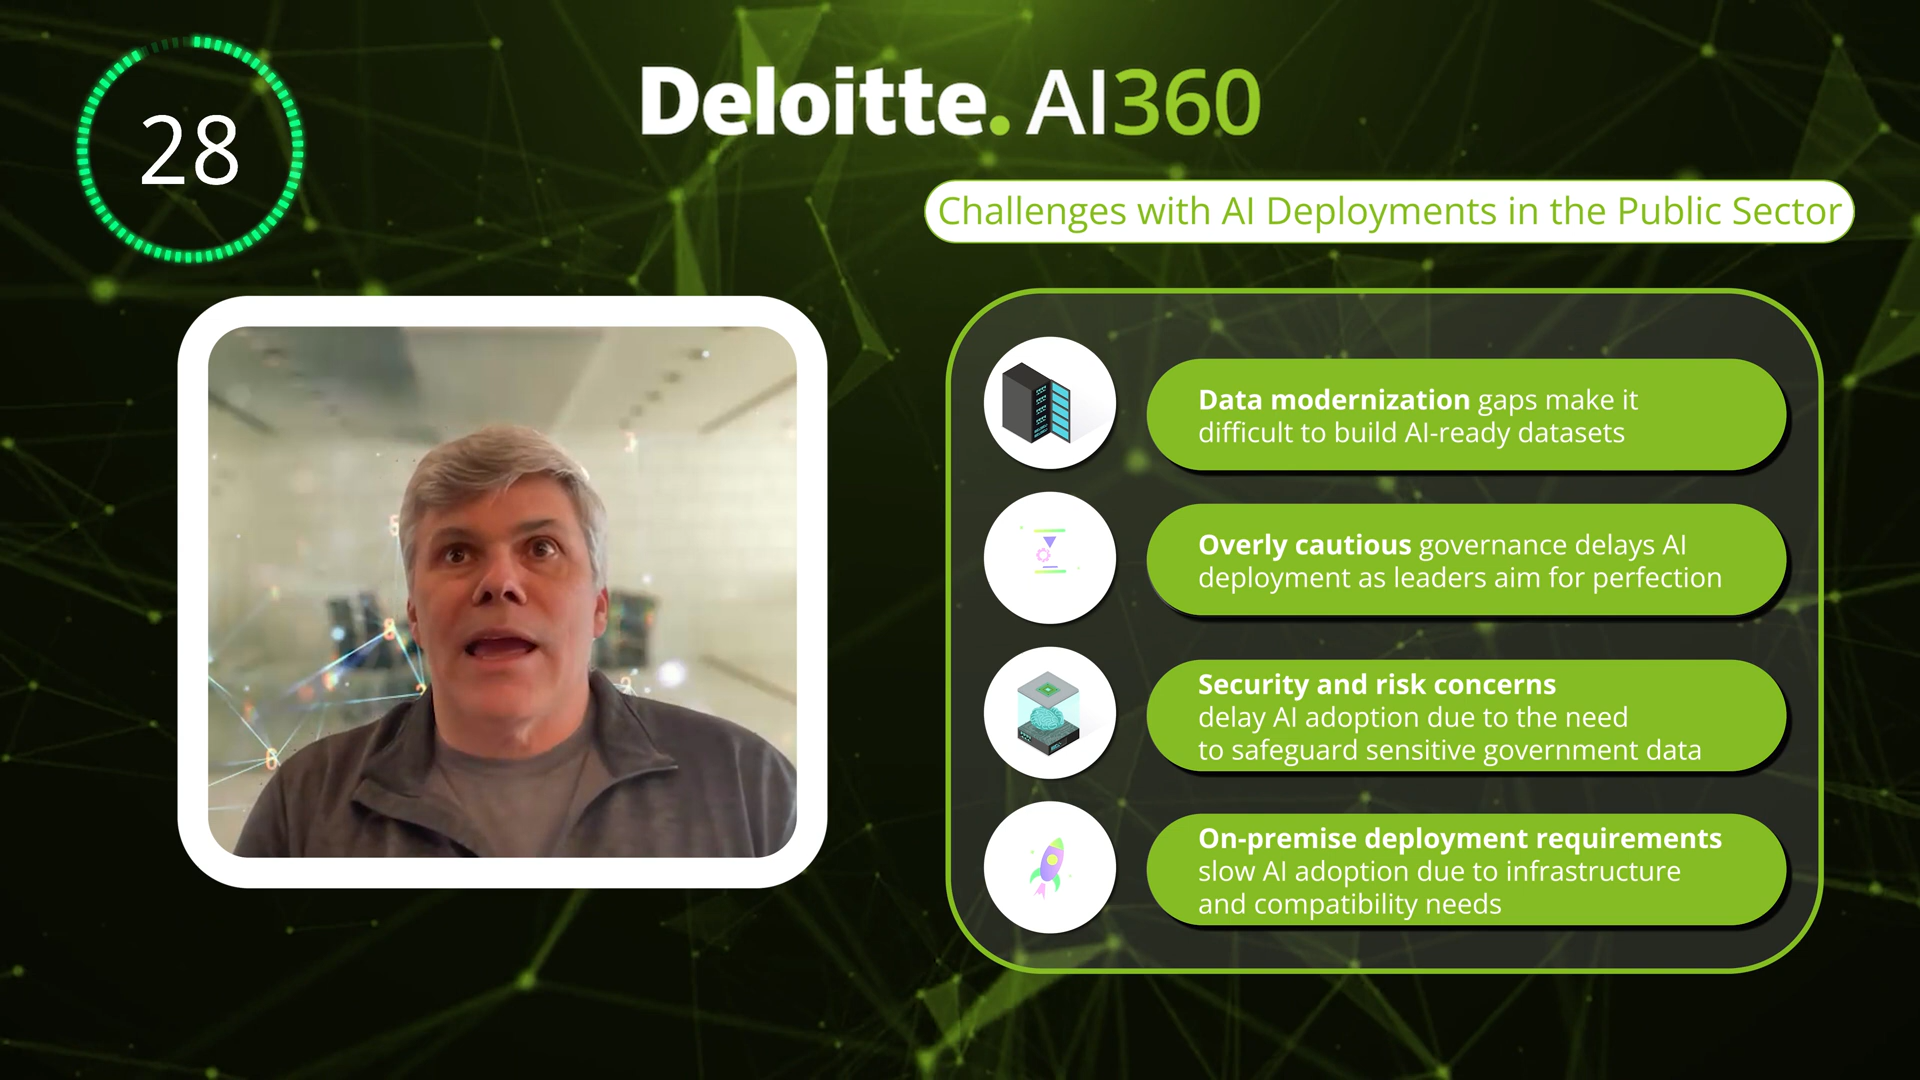 28
Deloitte. AI360
Challenges with AI Deployments in the Public Sector
Data modernization gaps make it
difficult to build AI-ready datasets
Overly cautious governance delays AI
deployment as leaders aim for perfection
Security and risk concerns
delay AI adoption due to the need
to safeguard sensitive government data
On-premise deployment requirements
slow AI adoption due to infrastructure
and compatibility needs